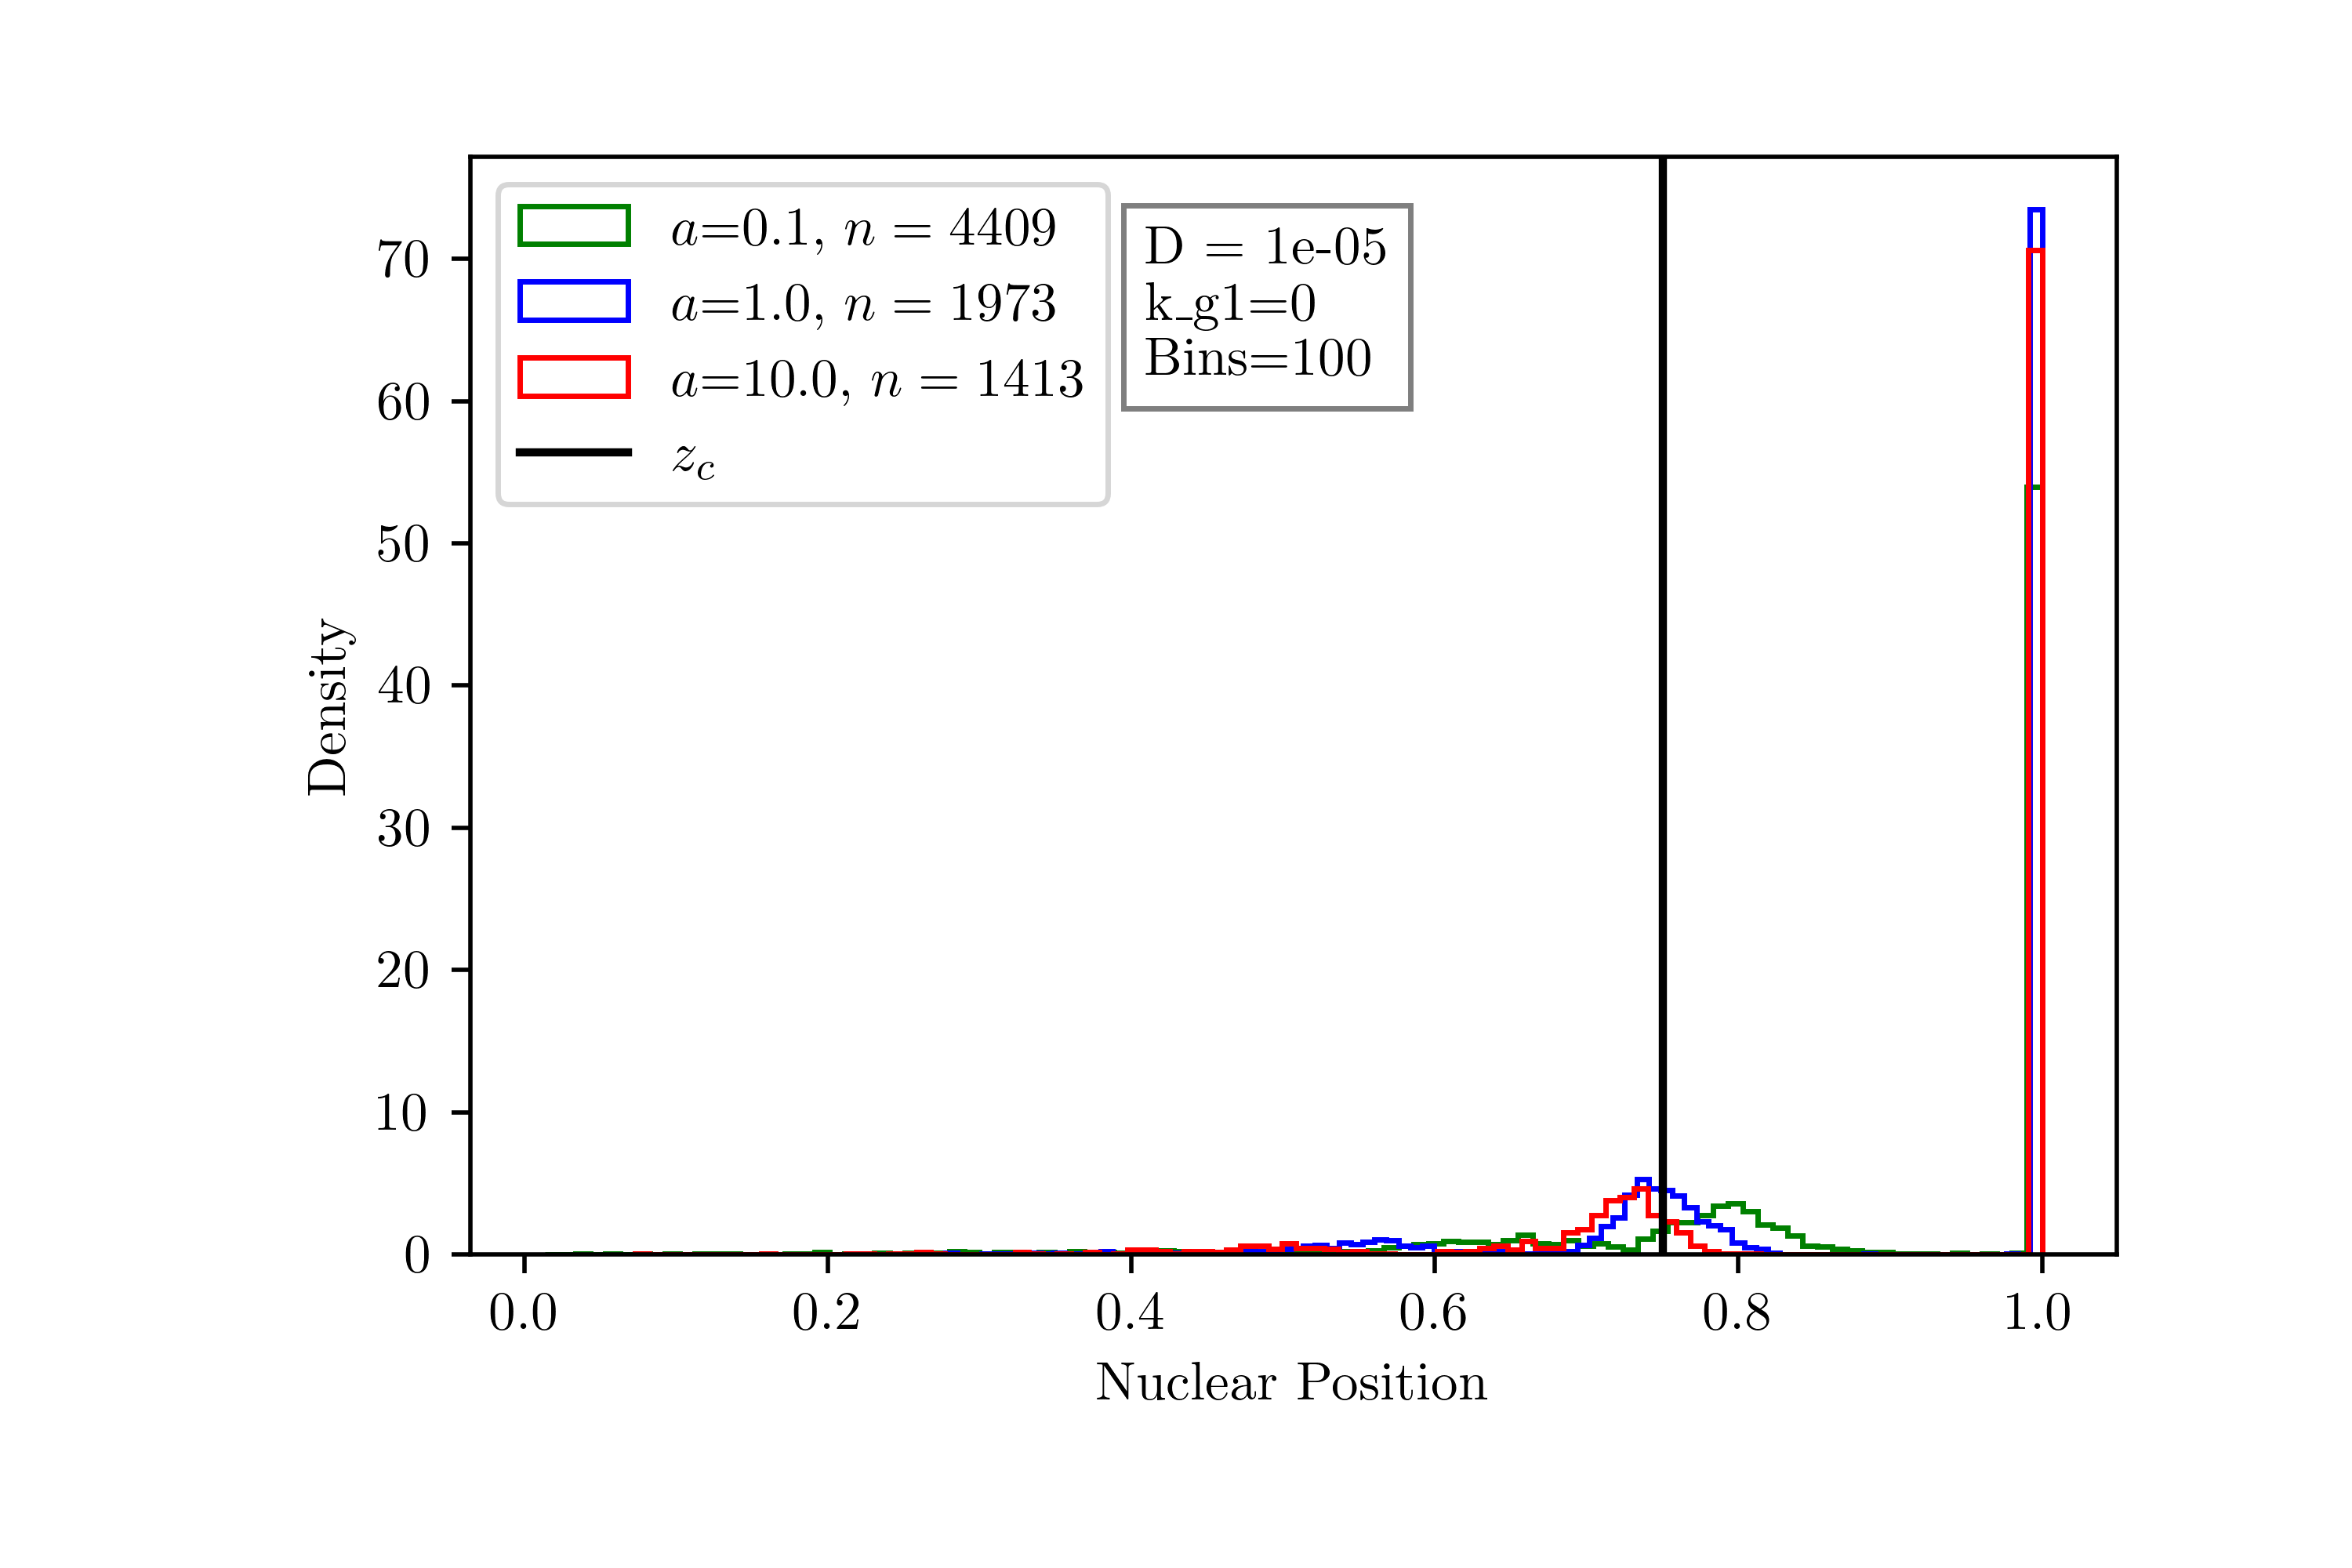 a=0.1, n = 4409
a=1.0, n = 1973
a=10.0, n = 1413
z_c
D = 1e-05
k_g1=0
Bins=100
70
60
50
40
30
20
10
0
Density
0.0 0.2 0.4 0.6 0.8 1.0
Nuclear Position